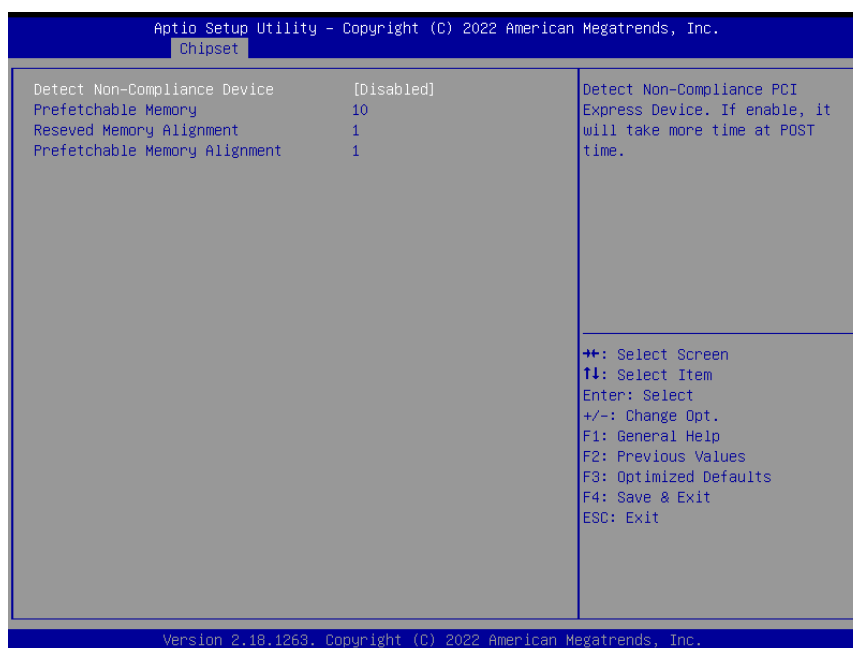 Aptio Setup Utility – Copyright (C) 2022 American Megatrends, Inc.
Chipset
Detect Non-Compliance Device [Disabled]
Prefetchable Memory 10
Reseved Memory Alignment 1
Prefetchable Memory Alignment 1
Detect Non-Compliance PCI
Express Device. If enable, it
will take more time at POST
time.
→←: Select Screen
↑↓: Select Item
Enter: Select
+/-: Change Opt.
F1: General Help
F2: Previous Values
F3: Optimized Defaults
F4: Save & Exit
ESC: Exit
Version 2.18.1263. Copyright (C) 2022 American Megatrends, Inc.